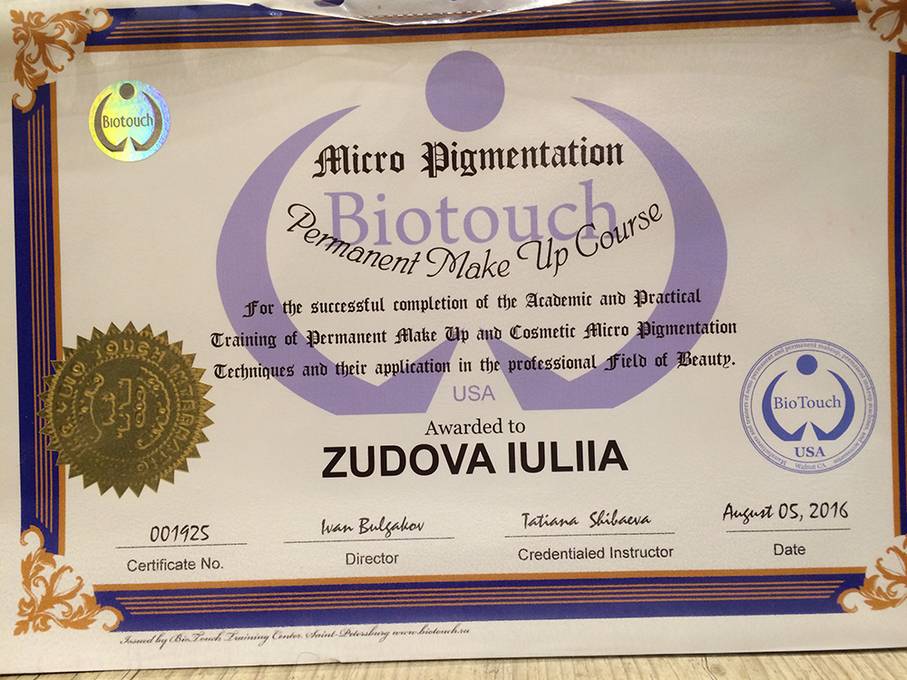 Biotouch
Micro Pigmentation
Biotouch
Permanent Make Up Course
For the successful completion of the Academic and Practical
Training of Permanent Make Up and Cosmetic Micro Pigmentation
Techniques and their application in the professional Field of Beauty.
USA
Awarded to
ZUDOVA IULIIA
BioTouch
USA
Walnut CA
001925
Certificate No.
Ivan Bulgakov
Director
Tatiana Shibaeva
Credentialed Instructor
August 05, 2016
Date
Issued by BioTouch Training Center, Saint-Petersburg www.biotouch.ru